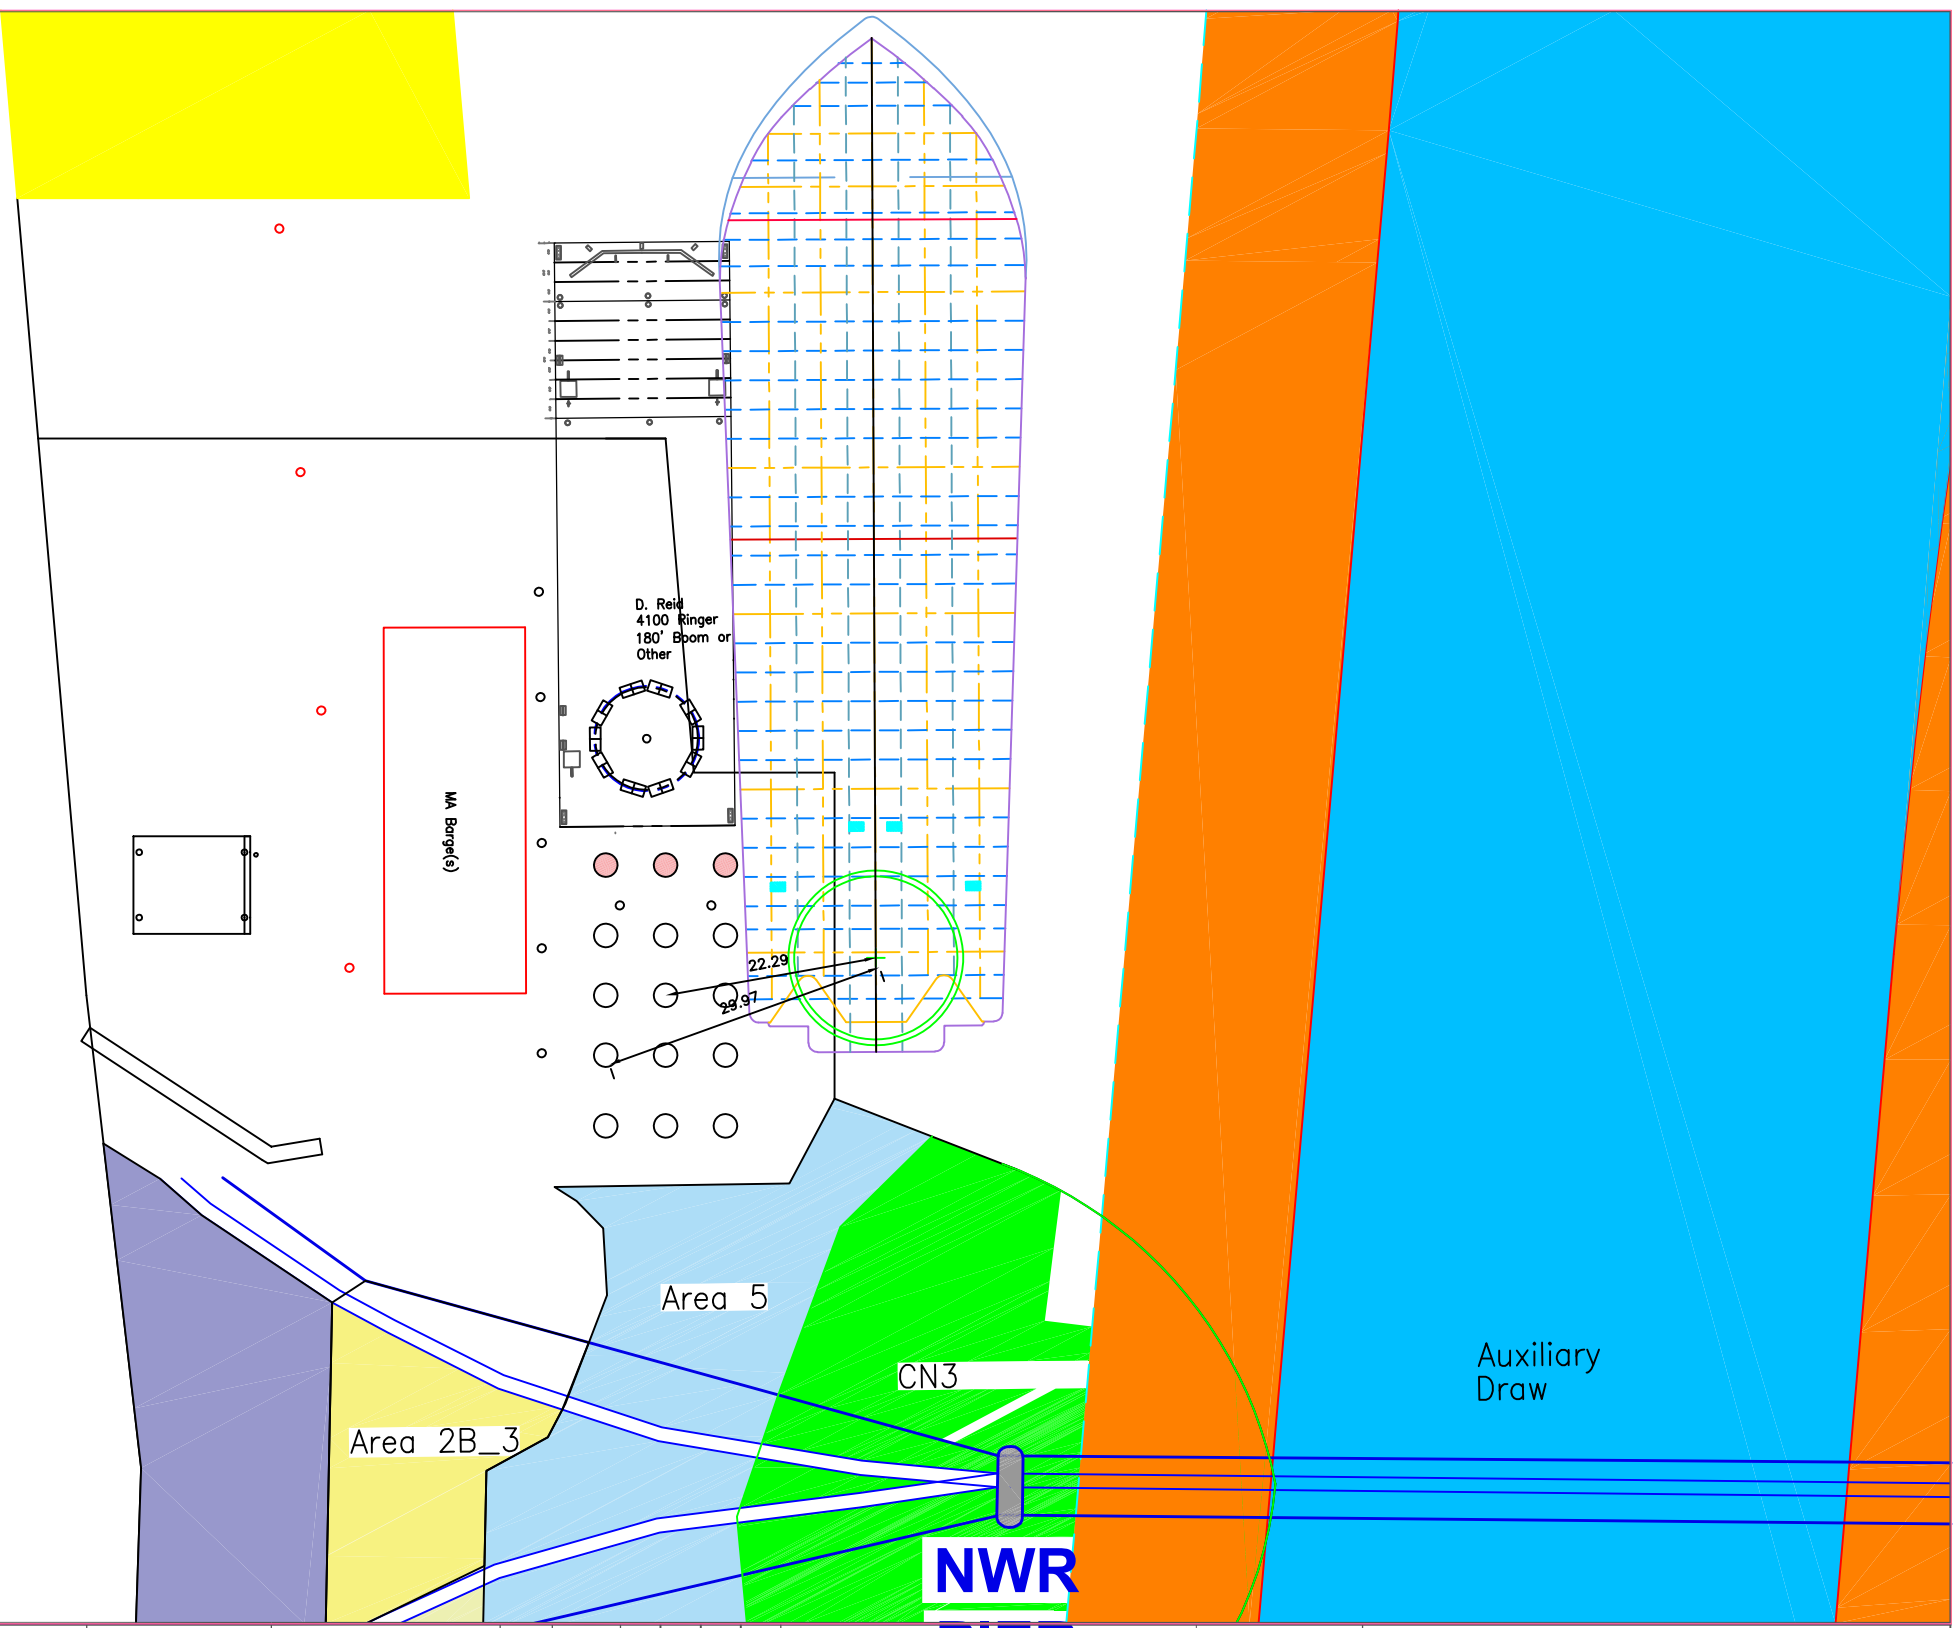 D. Reid
4100 Ringer
180' Boom or
Other
MA Barge(s)
22.29
29.97
Area 5
CN3
Auxiliary
Draw
Area 2B_3
NWR